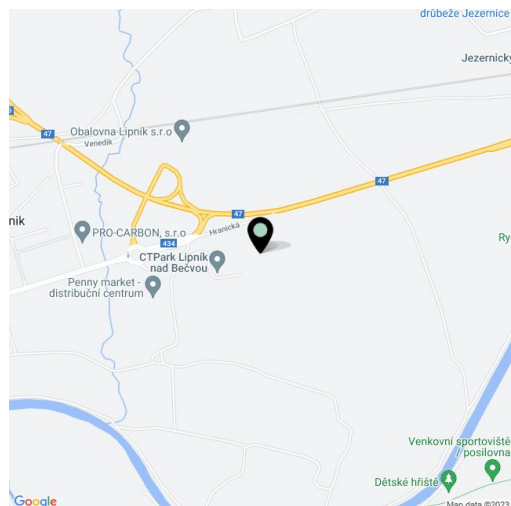 drůbeže Jezernice
Jezernický
47
Obalovna Lipník s.r.o
Venedik
47
47
nik
PRO-CARBON, s.r.o
Hranická
434
Ry
CTPark Lipník
nad Bečvou
Penny market -
distribuční centrum
Venkovní sportoviště
/ posilovna
Dětské hřiště
Google
Map data ©2023